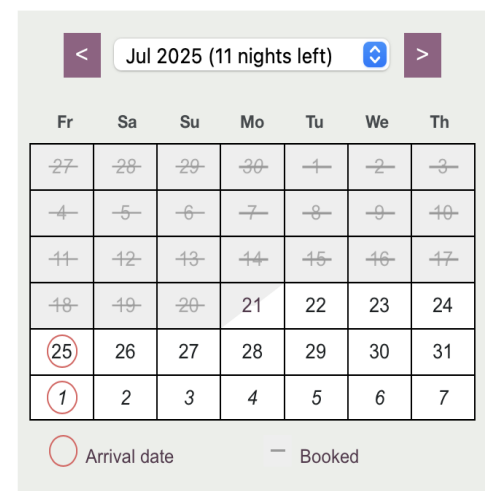 < Jul 2025 (11 nights left) >
Fr Sa Su Mo Tu We Th
27 28 29 30 1 2 3
4 5 6 7 8 9 10
11 12 13 14 15 16 17
18 19 20 21 22 23 24
25 26 27 28 29 30 31
1 2 3 4 5 6 7
Arrival date – Booked